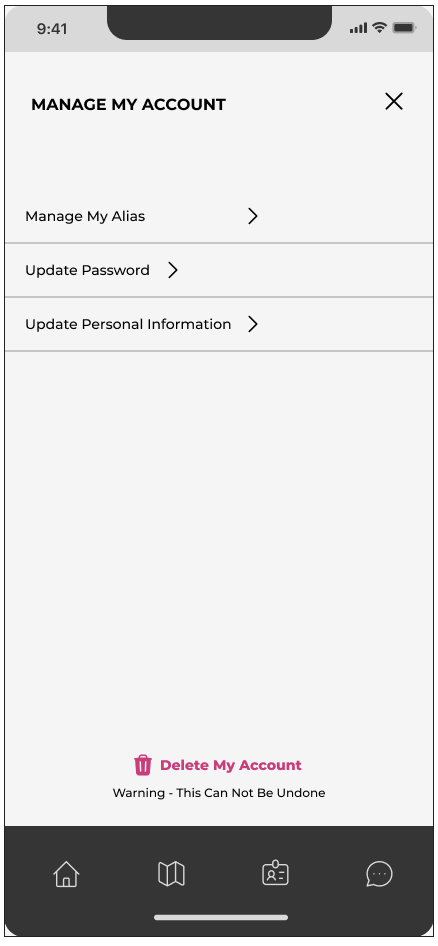 9:41
MANAGE MY ACCOUNT
Manage My Alias
Update Password
Update Personal Information
Delete My Account
Warning - This Can Not Be Undone